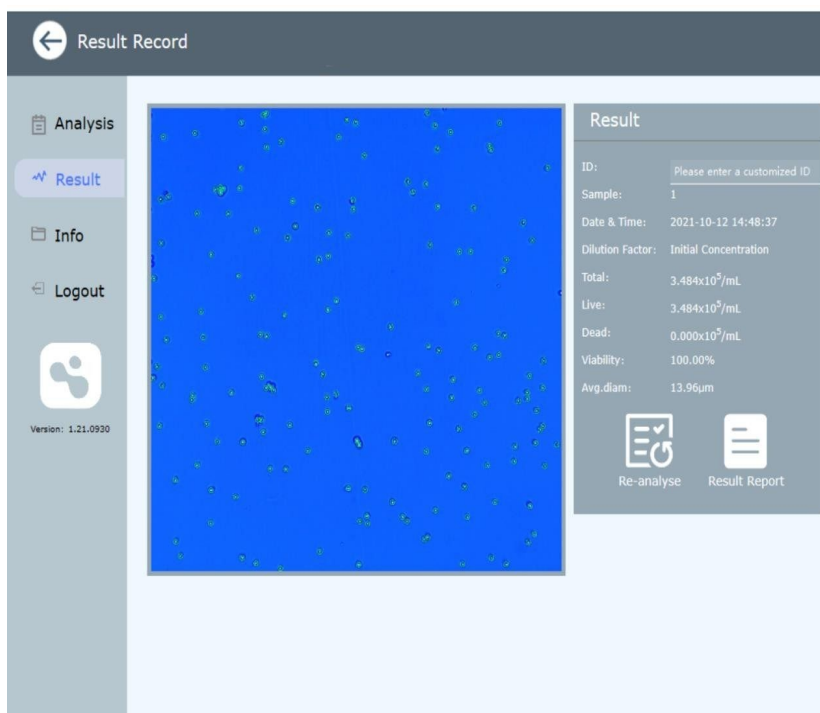 Result Record
Analysis
Result
Info
Logout
Version: 1.21.0930
Result
ID: Please enter a customized ID
Sample: 1
Date & Time: 2021-10-12 14:48:37
Dilution Factor: Initial Concentration
Total: 3.484x10⁵/mL
Live: 3.484x10⁵/mL
Dead: 0.000x10⁵/mL
Viability: 100.00%
Avg.diam: 13.96μm
Re-analyse
Result Report